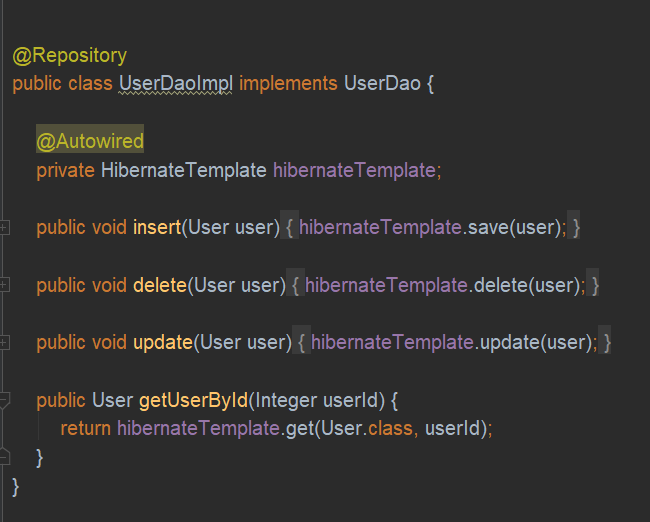 @Repository
public class UserDaoImpl implements UserDao {
@Autowired
private HibernateTemplate hibernateTemplate;
public void insert(User user) { hibernateTemplate.save(user); }
public void delete(User user) { hibernateTemplate.delete(user); }
public void update(User user) { hibernateTemplate.update(user); }
public User getUserById(Integer userId) {
return hibernateTemplate.get(User.class, userId);
}
}